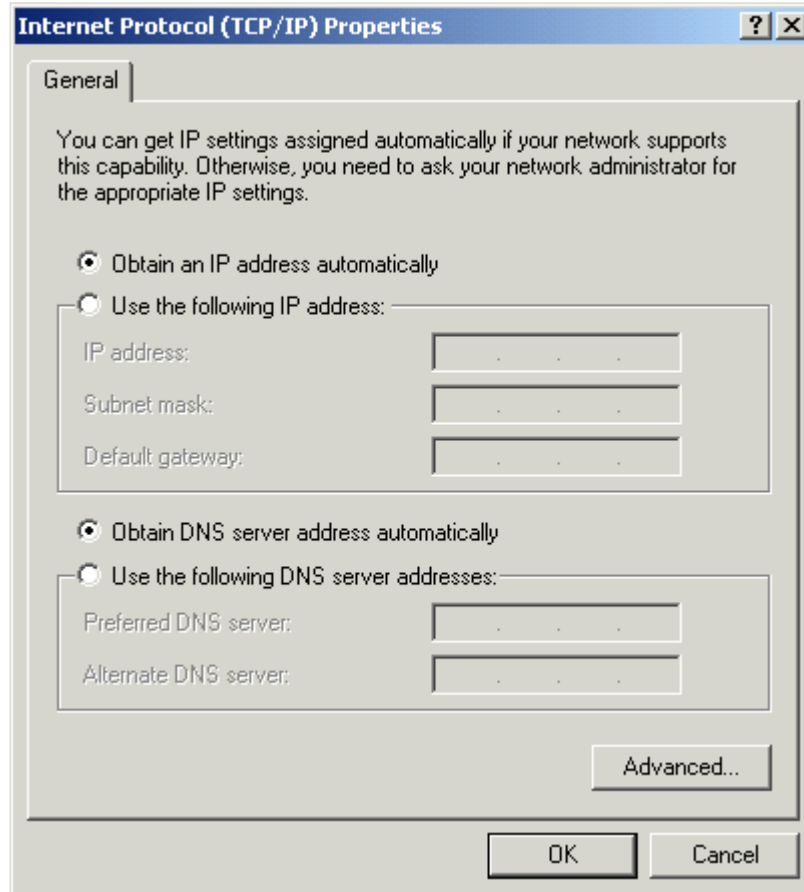 Internet Protocol (TCP/IP) Properties
General
You can get IP settings assigned automatically if your network supports
this capability. Otherwise, you need to ask your network administrator for
the appropriate IP settings.
Obtain an IP address automatically
Use the following IP address:
IP address:
Subnet mask:
Default gateway:
Obtain DNS server address automatically
Use the following DNS server addresses:
Preferred DNS server:
Alternate DNS server:
Advanced...
OK Cancel